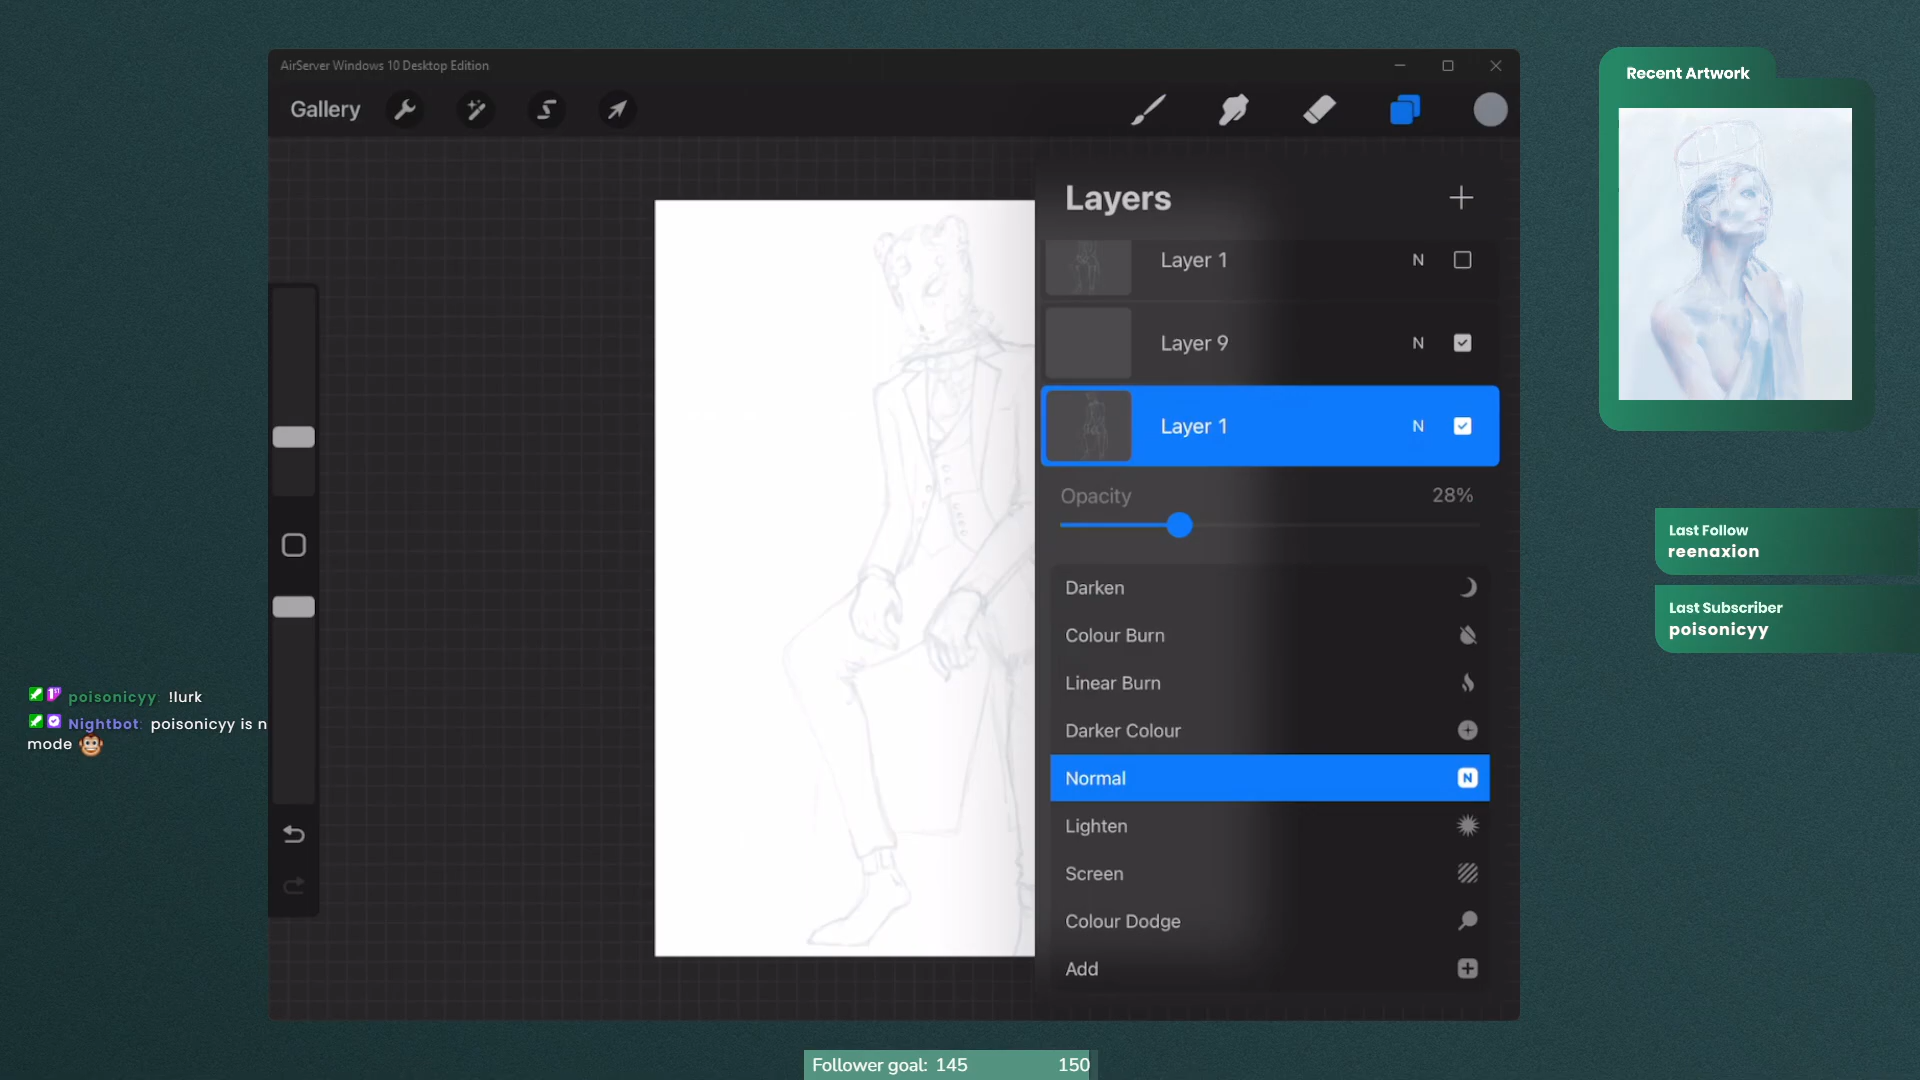 AirServer Windows 10 Desktop Edition
Gallery
Layers
Layer 1 N
Layer 9 N
Layer 1 N
Opacity 28%
Darken
Colour Burn
Linear Burn
Darker Colour
Normal N
Lighten
Screen
Colour Dodge
Add
Recent Artwork
Last Follow
reenaxion
Last Subscriber
poisonicyy
poisonicyy: !lurk
Nightbot: poisonicyy is n
mode
Follower goal: 145 150